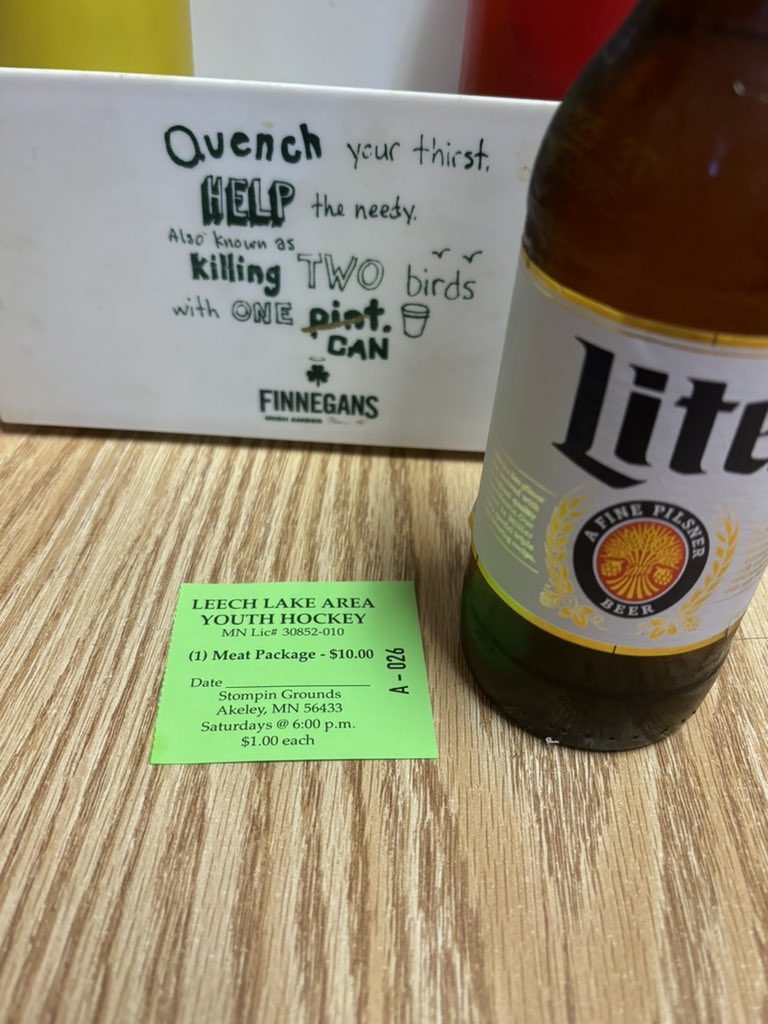 Quench your thirst.
HELP the needy.
Also known as
killing TWO birds
with ONE pint.
CAN
FINNEGANS
IRISH AMBER
Lite
A FINE PILSNER
BEER
LEECH LAKE AREA
YOUTH HOCKEY
MN Lic# 30852-010
(1) Meat Package - $10.00
A - 026
Date
Stompin Grounds
Akeley, MN 56433
Saturdays @ 6:00 p.m.
$1.00 each